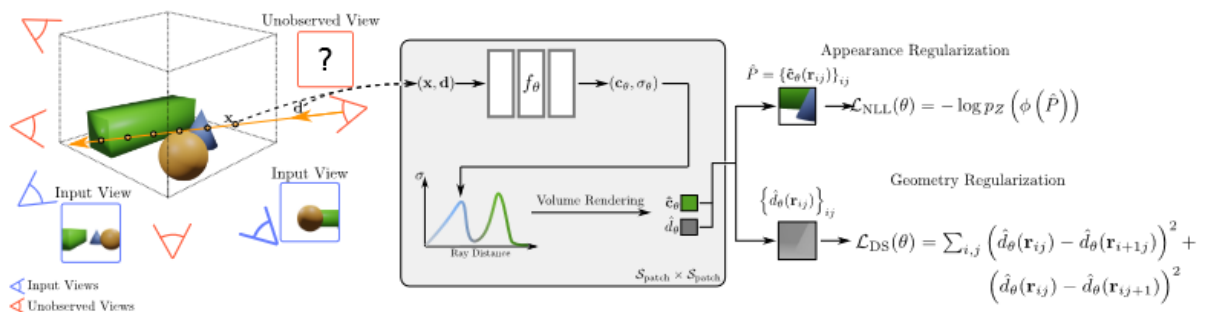 Unobserved View
?
x
d
Input View
Input View
Input Views
Unobserved Views
(x, d)
f_θ
(c_θ, σ_θ)
σ
Ray Distance
Volume Rendering
ĉ_θ
d̂_θ
S_patch × S_patch
Appearance Regularization
P̂ = {ĉ_θ(r_ij)}_ij
L_NLL(θ) = − log p_Z (φ (P̂))
Geometry Regularization
{d̂_θ(r_ij)}_ij
L_DS(θ) = ∑_i,j (d̂_θ(r_ij) − d̂_θ(r_i+1j))² +
(d̂_θ(r_ij) − d̂_θ(r_ij+1))²